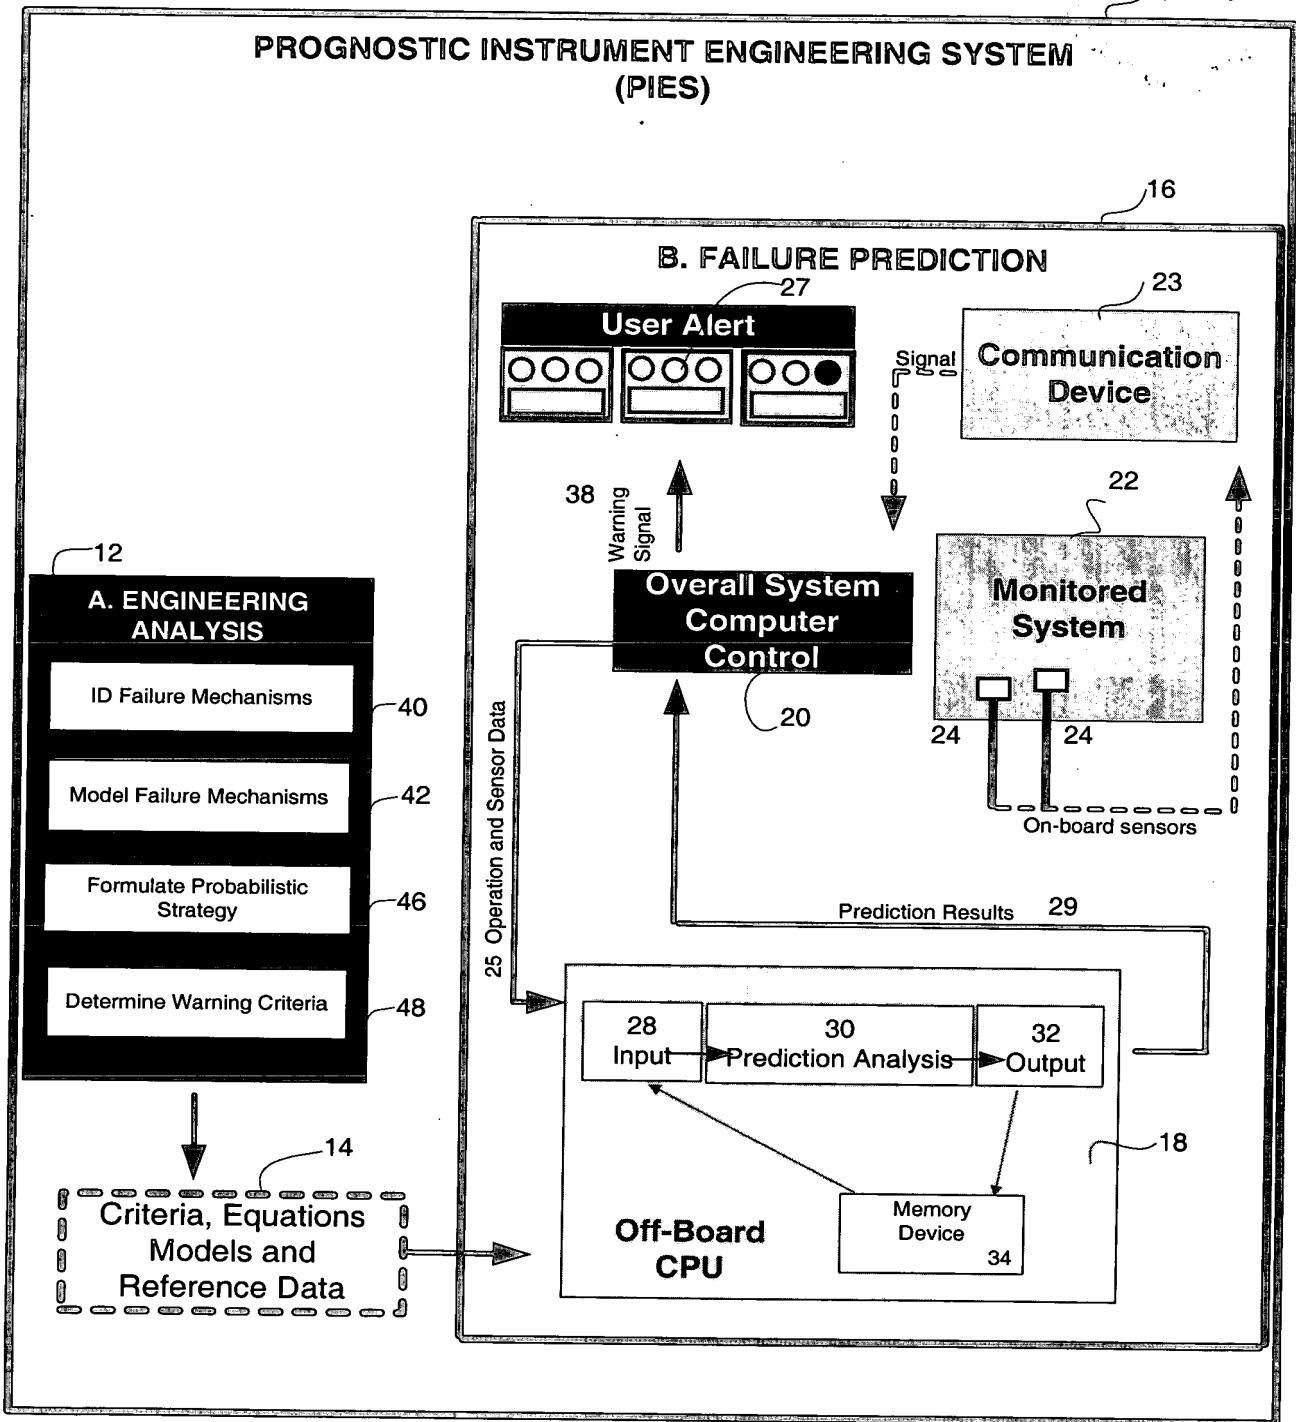 PROGNOSTIC INSTRUMENT ENGINEERING SYSTEM
(PIES)
16
B. FAILURE PREDICTION
27
23
User Alert
Signal
Communication
Device
38
Warning
Signal
22
12
A. ENGINEERING
ANALYSIS
Overall System
Computer
Control
Monitored
System
ID Failure Mechanisms
40
20
24
24
Model Failure Mechanisms
42
On-board sensors
25 Operation and Sensor Data
Formulate Probabilistic
Strategy
46
Prediction Results
29
Determine Warning Criteria
48
28
Input
30
Prediction Analysis
32
Output
14
18
Criteria, Equations
Models and
Reference Data
Memory
Device
34
Off-Board
CPU